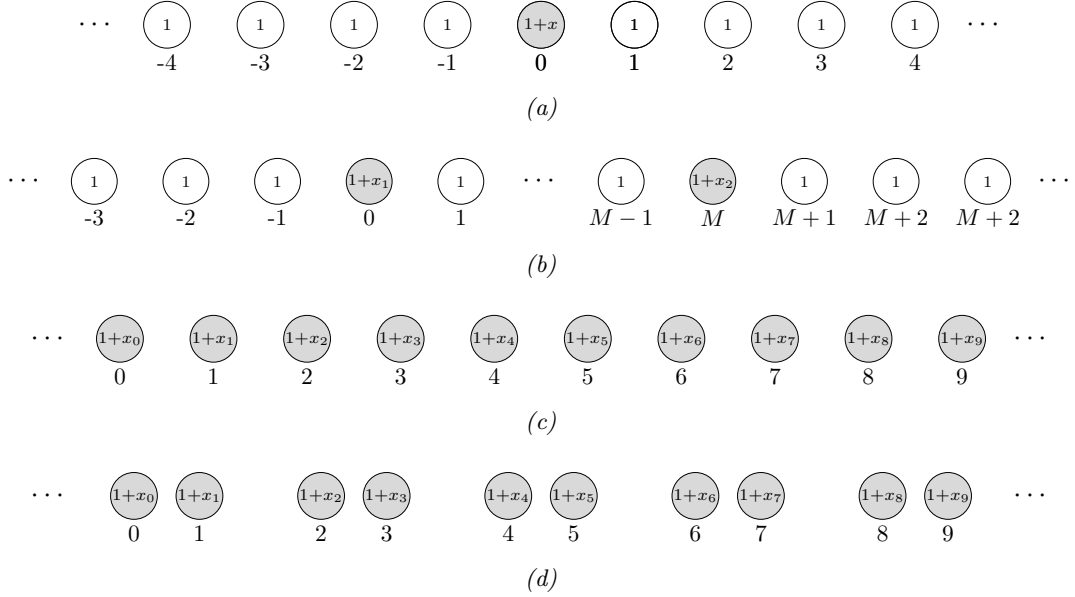 ··· 1 1 1 1 1+x 1 1 1 1 ···
-4 -3 -2 -1 0 1 2 3 4
(a)
··· 1 1 1 1+x₁ 1 ··· 1 1+x₂ 1 1 1 ···
-3 -2 -1 0 1 M − 1 M M + 1 M + 2 M + 2
(b)
··· 1+x₀ 1+x₁ 1+x₂ 1+x₃ 1+x₄ 1+x₅ 1+x₆ 1+x₇ 1+x₈ 1+x₉ ···
0 1 2 3 4 5 6 7 8 9
(c)
··· 1+x₀ 1+x₁ 1+x₂ 1+x₃ 1+x₄ 1+x₅ 1+x₆ 1+x₇ 1+x₈ 1+x₉ ···
0 1 2 3 4 5 6 7 8 9
(d)